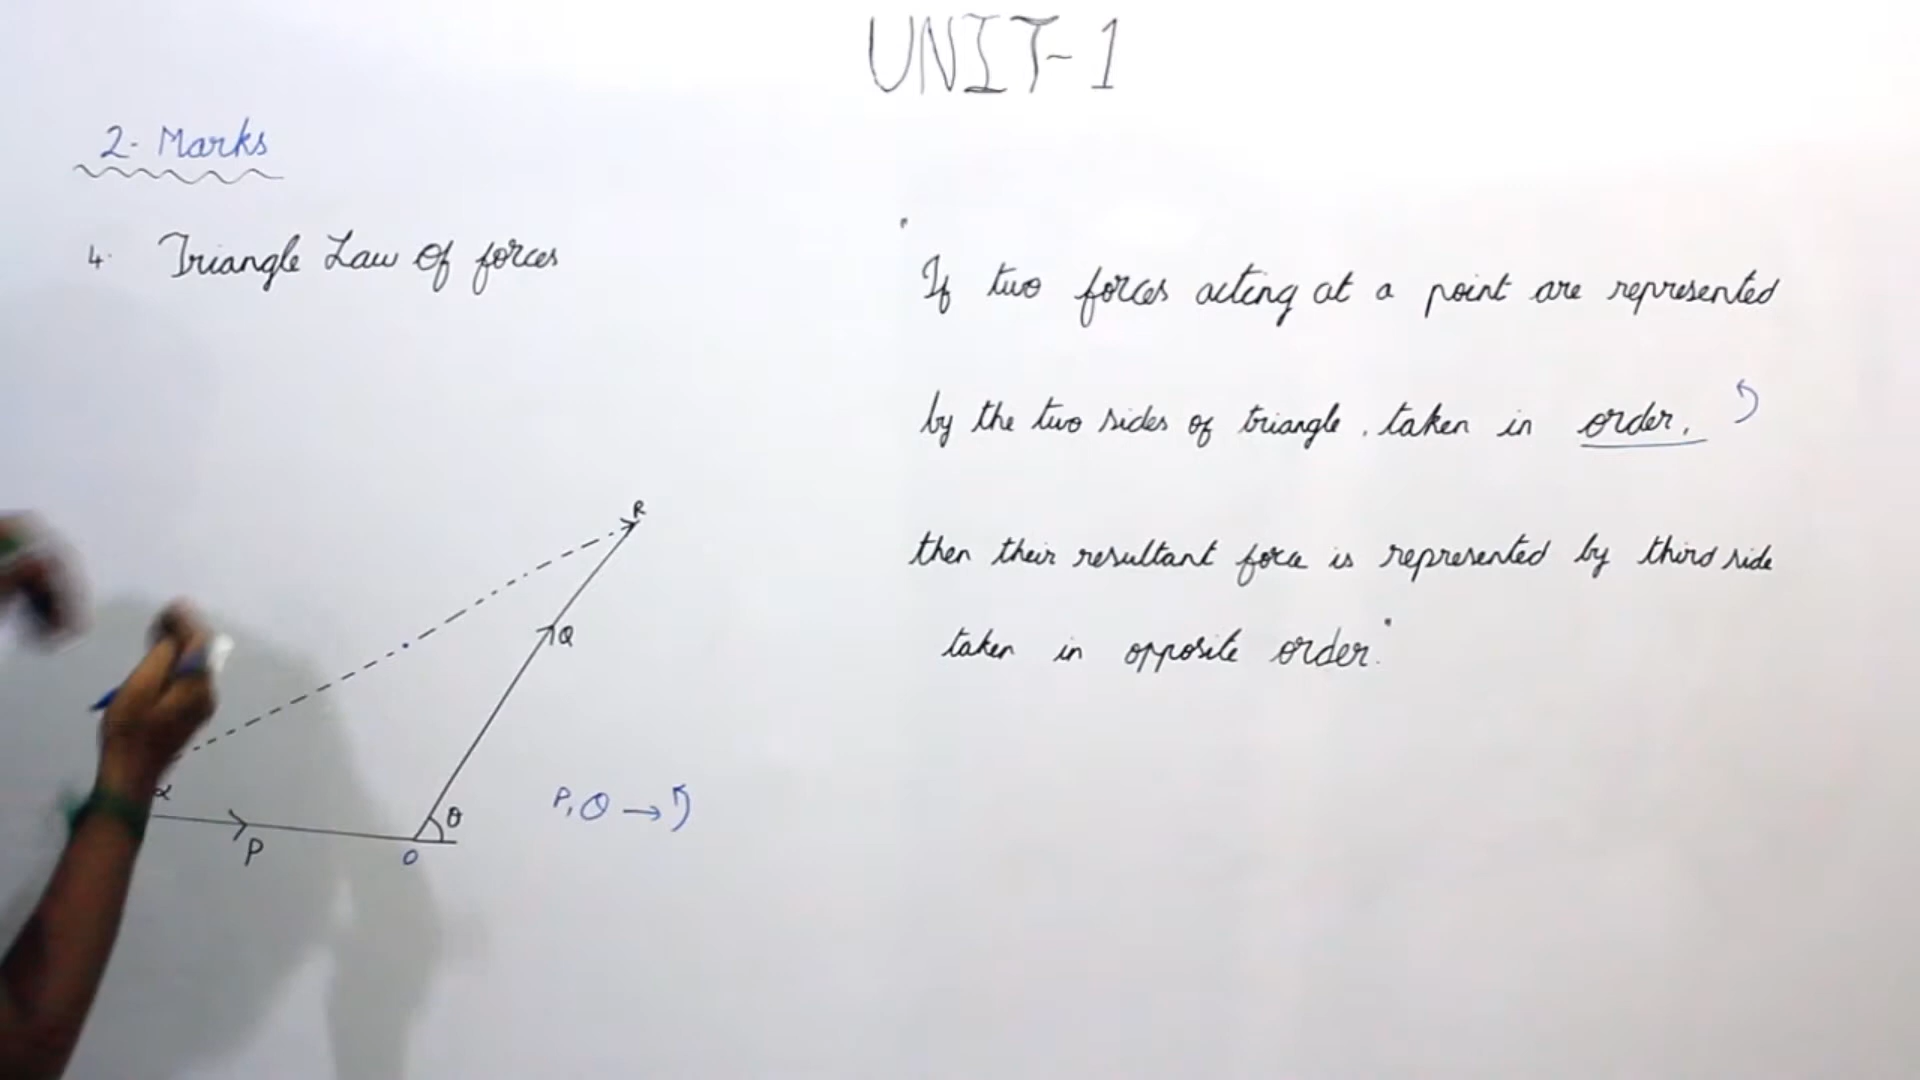 UNIT-1
2- Marks
4. Triangle Law of forces
"If two forces acting at a point are represented
by the two sides of triangle, taken in order,
then their resultant force is represented by third side
taken in opposite order."
R
Q
α
P
θ
O
P, Q →